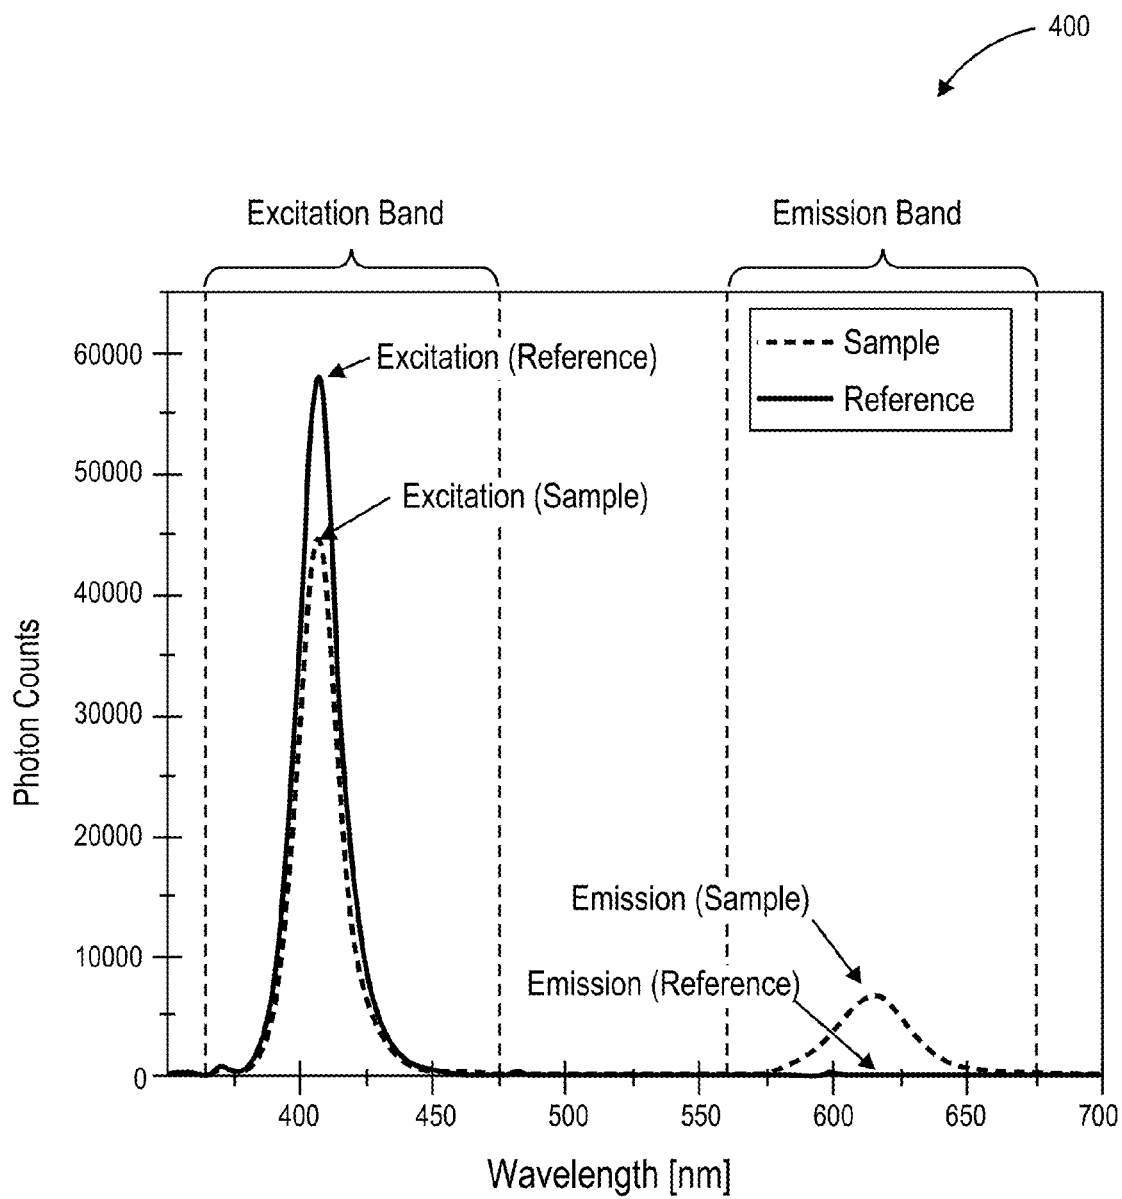 400
Excitation Band
Emission Band
Sample
Reference
Excitation (Reference)
Excitation (Sample)
Emission (Sample)
Emission (Reference)
Photon Counts
60000
50000
40000
30000
20000
10000
0
400
450
500
550
600
650
700
Wavelength [nm]